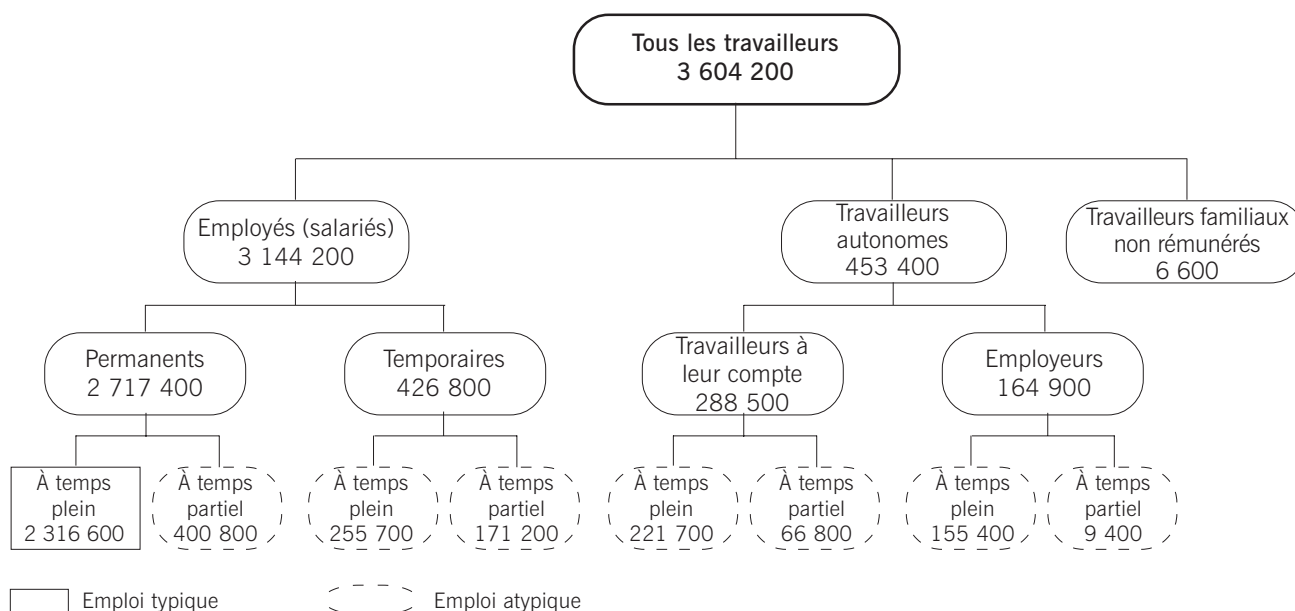 Tous les travailleurs
3 604 200
Employés (salariés)
3 144 200
Travailleurs
autonomes
453 400
Travailleurs familiaux
non rémunérés
6 600
Permanents
2 717 400
Temporaires
426 800
Travailleurs à
leur compte
288 500
Employeurs
164 900
À temps
plein
2 316 600
À temps
partiel
400 800
À temps
plein
255 700
À temps
partiel
171 200
À temps
plein
221 700
À temps
partiel
66 800
À temps
plein
155 400
À temps
partiel
9 400
Emploi typique
Emploi atypique